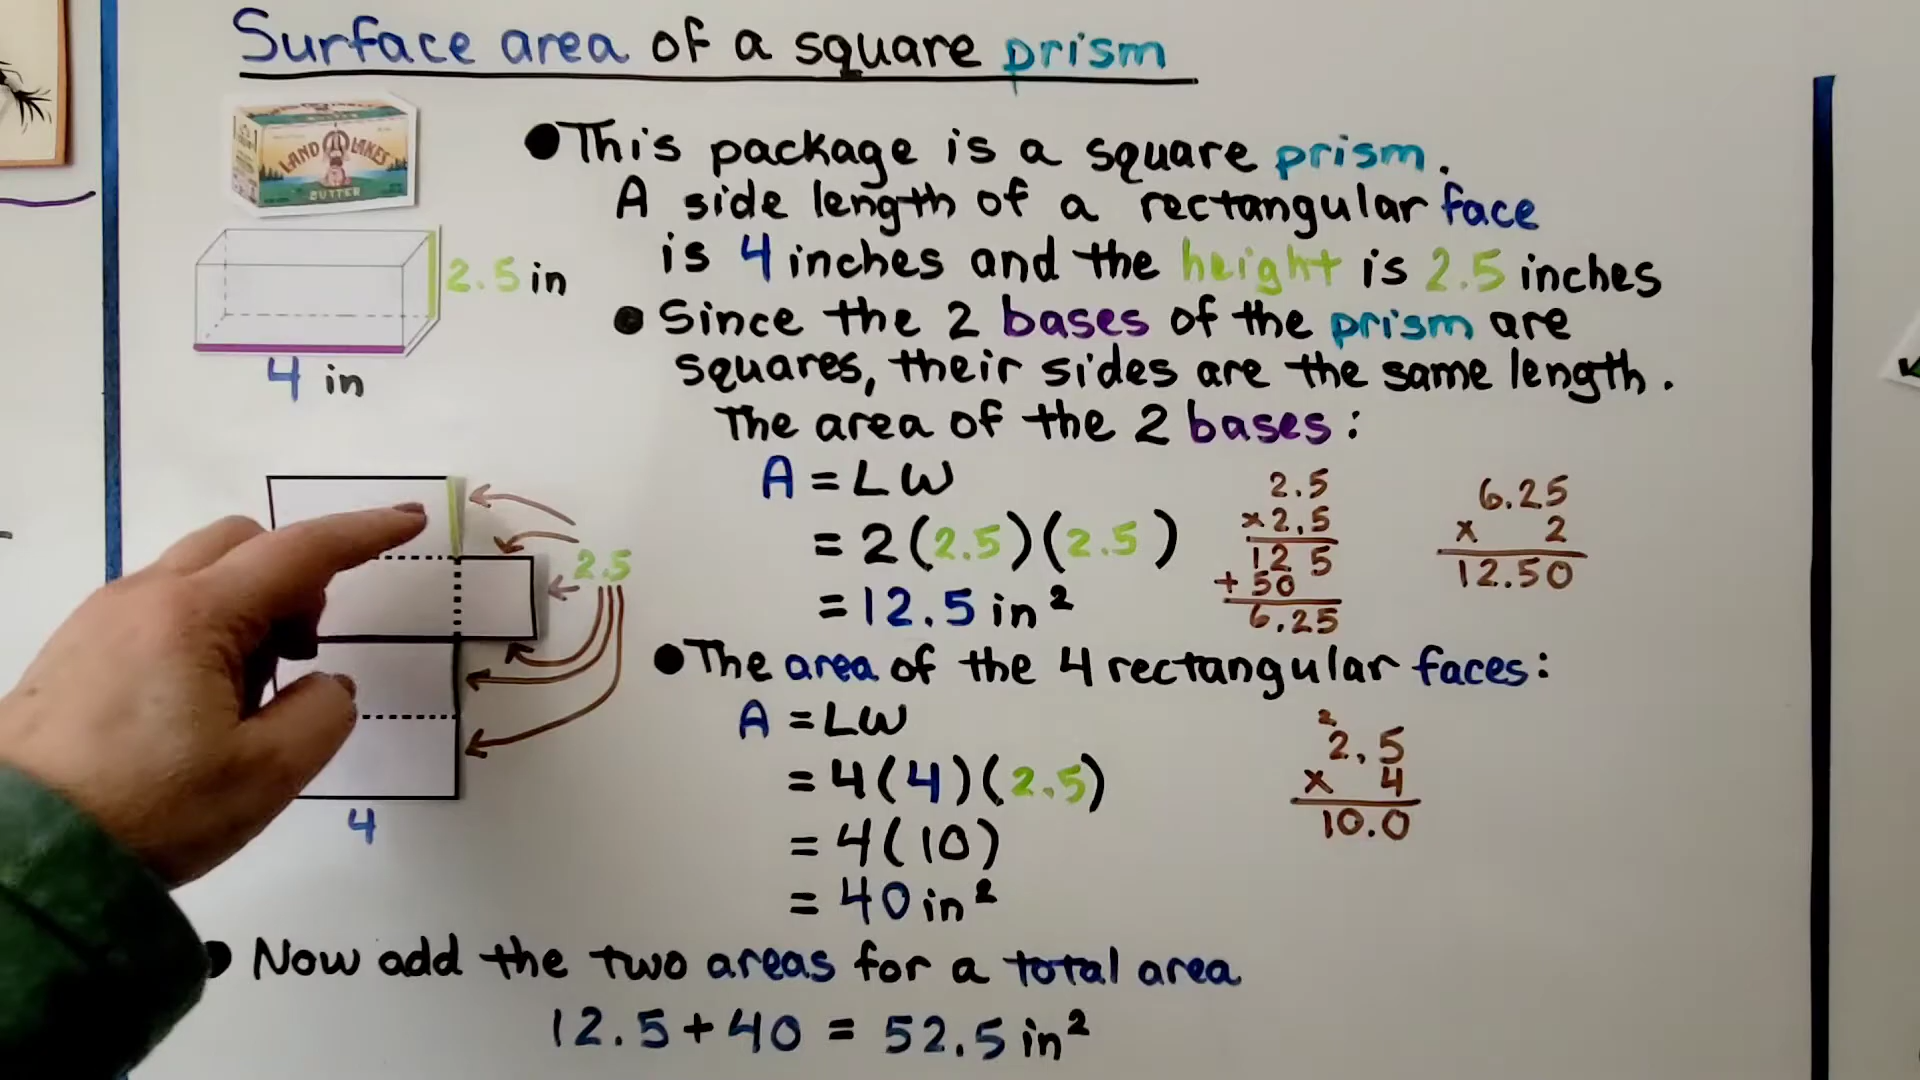 Surface area of a square prism
LAND O LAKES
BUTTER
●This package is a square prism.
A side length of a rectangular face
is 4 inches and the height is 2.5 inches
2.5 in
4 in
●Since the 2 bases of the prism are
squares, their sides are the same length.
The area of the 2 bases:
A = LW
= 2(2.5)(2.5)
= 12.5 in²
2.5
x2.5
125
+50
6.25
6.25
x 2
12.50
2.5
4
●The area of the 4 rectangular faces:
A = LW
= 4(4)(2.5)
= 4(10)
= 40 in²
2
2.5
x 4
10.0
● Now add the two areas for a total area
12.5 + 40 = 52.5 in²